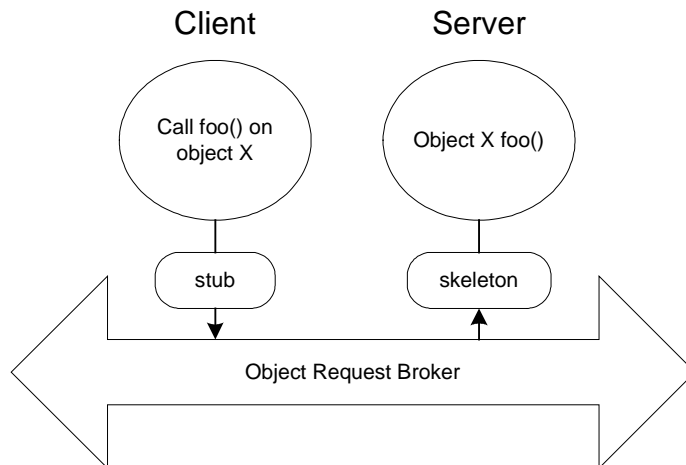 Client
Server
Call foo() on
object X
Object X foo()
stub
skeleton
Object Request Broker